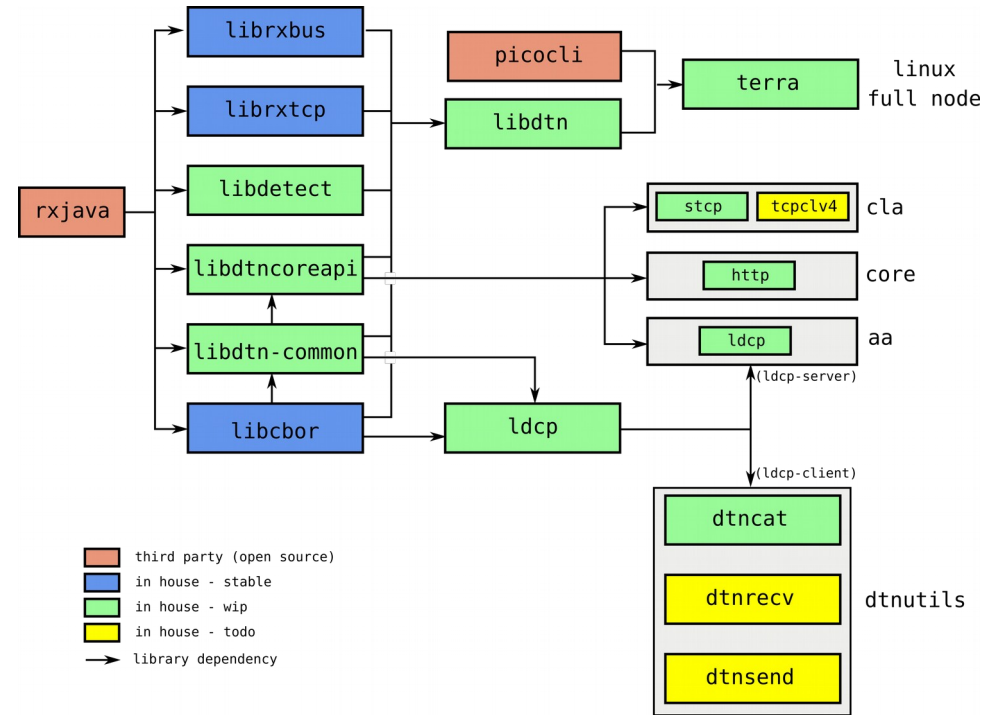 librxbus
librxtcp
libdetect
rxjava
libdtncoreapi
libdtn-common
libcbor
picocli
libdtn
terra
linux
full node
stcp
tcpclv4
cla
http
core
ldcp
aa
(ldcp-server)
ldcp
(ldcp-client)
dtncat
dtnrecv
dtnsend
dtnutils
third party (open source)
in house - stable
in house - wip
in house - todo
library dependency